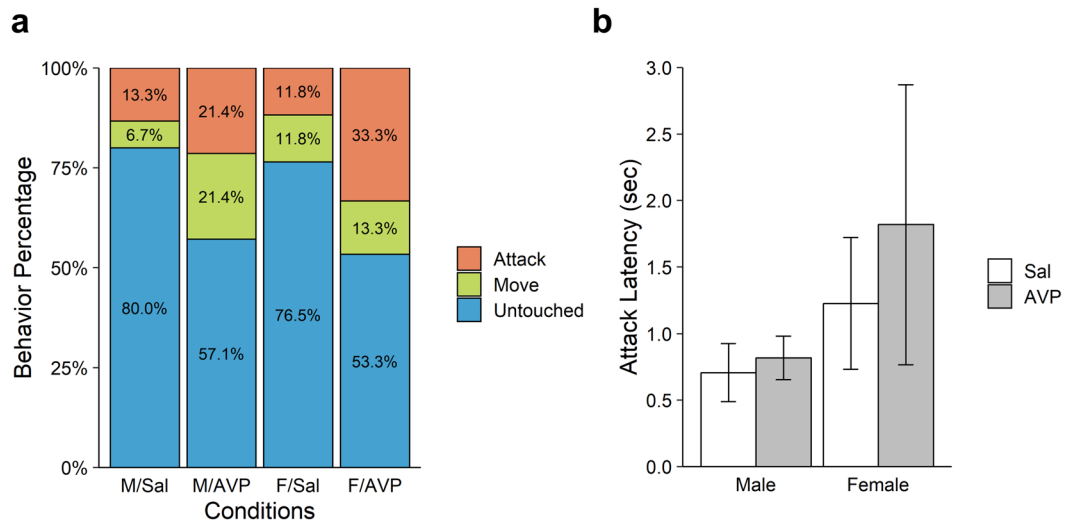 a
100%
75%
50%
25%
0%
Behavior Percentage
13.3%
6.7%
80.0%
21.4%
21.4%
57.1%
11.8%
11.8%
76.5%
33.3%
13.3%
53.3%
M/Sal
M/AVP
F/Sal
F/AVP
Conditions
Attack
Move
Untouched
b
3.0
2.5
2.0
1.5
1.0
0.5
0.0
Attack Latency (sec)
Male
Female
Sal
AVP